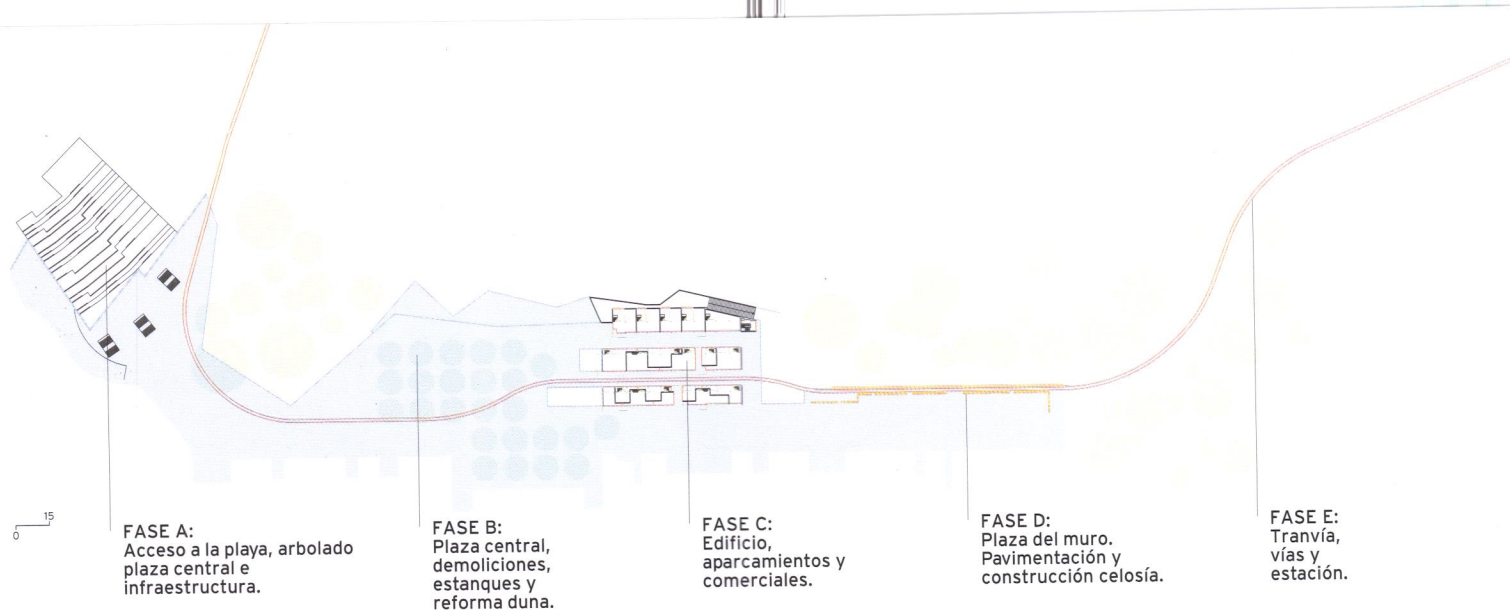 15
0
FASE A:
Acceso a la playa, arbolado
plaza central e
infraestructura.
FASE B:
Plaza central,
demoliciones,
estanques y
reforma duna.
FASE C:
Edificio,
aparcamientos y
comerciales.
FASE D:
Plaza del muro.
Pavimentación y
construcción celosía.
FASE E:
Tranvía,
vías y
estación.